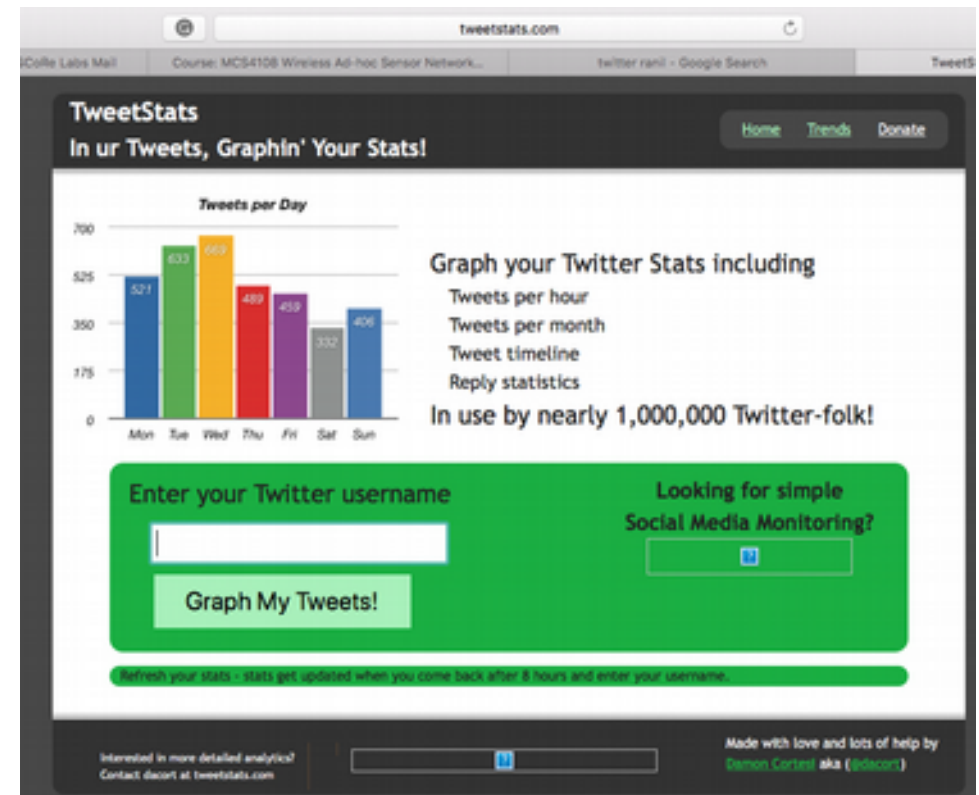 tweetstats.com
Colle Labs Mail
Course: MCS4108 Wireless Ad-hoc Sensor Network...
twitter ranil - Google Search
TweetS
TweetStats
In ur Tweets, Graphin' Your Stats!
Home Trends Donate
Tweets per Day
700
525
350
175
0
521
633
669
489
459
332
406
Mon Tue Wed Thu Fri Sat Sun
Graph your Twitter Stats including
Tweets per hour
Tweets per month
Tweet timeline
Reply statistics
In use by nearly 1,000,000 Twitter-folk!
Enter your Twitter username
Graph My Tweets!
Looking for simple
Social Media Monitoring?
?
Refresh your stats - stats get updated when you come back after 8 hours and enter your username.
Interested in more detailed analytics?
Contact dacort at tweetstats.com
?
Made with love and lots of help by
Damon Cortesi aka (@dacort)